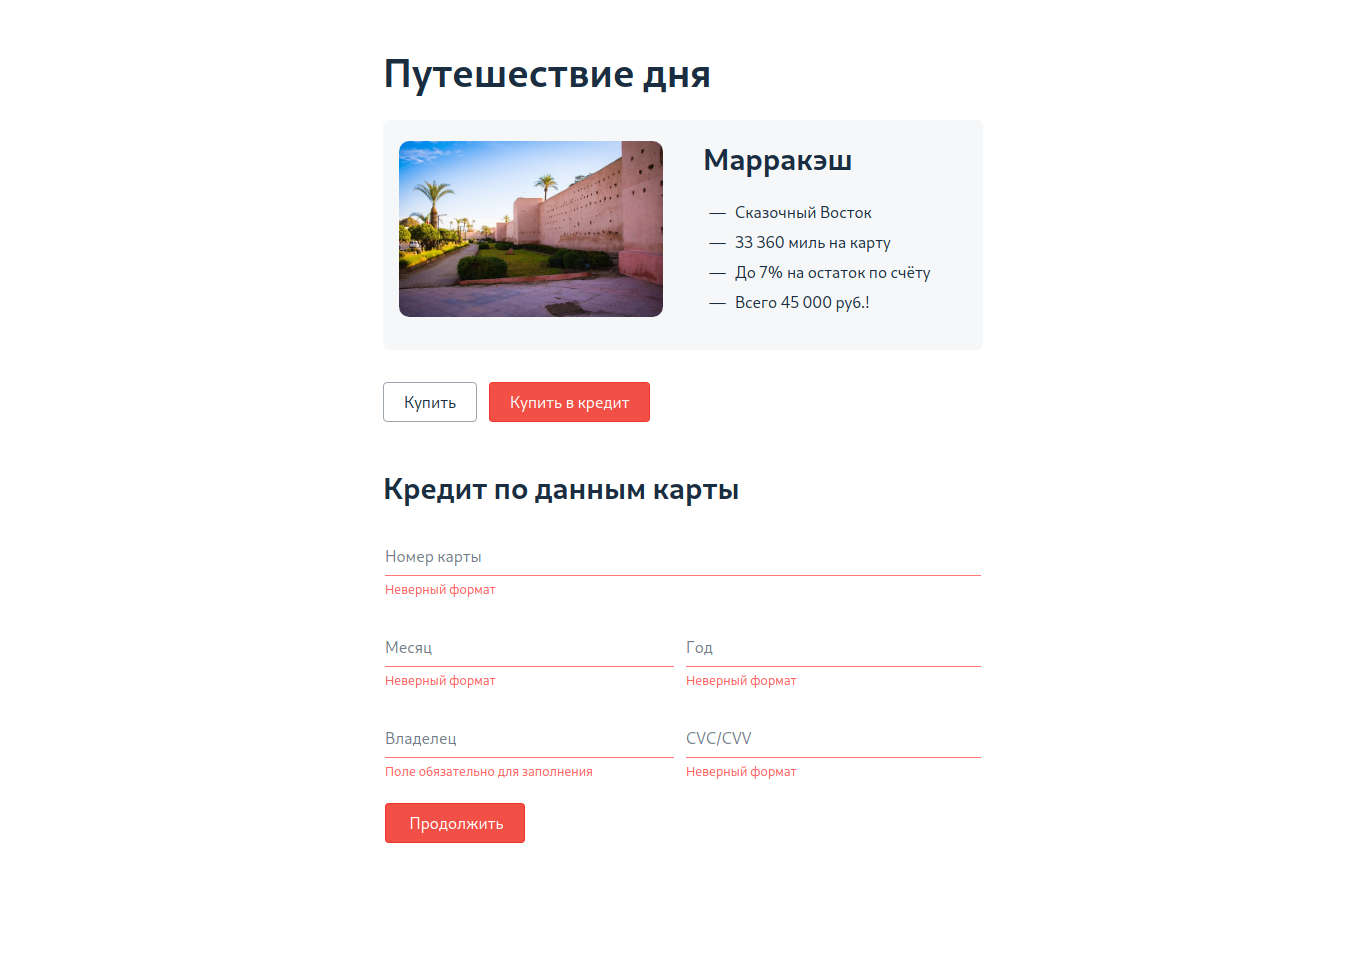 Путешествие дня
Марракэш
— Сказочный Восток
— 33 360 миль на карту
— До 7% на остаток по счёту
— Всего 45 000 руб.!
Купить
Купить в кредит
Кредит по данным карты
Номер карты
Неверный формат
Месяц
Год
Неверный формат
Неверный формат
Владелец
CVC/CVV
Поле обязательно для заполнения
Неверный формат
Продолжить